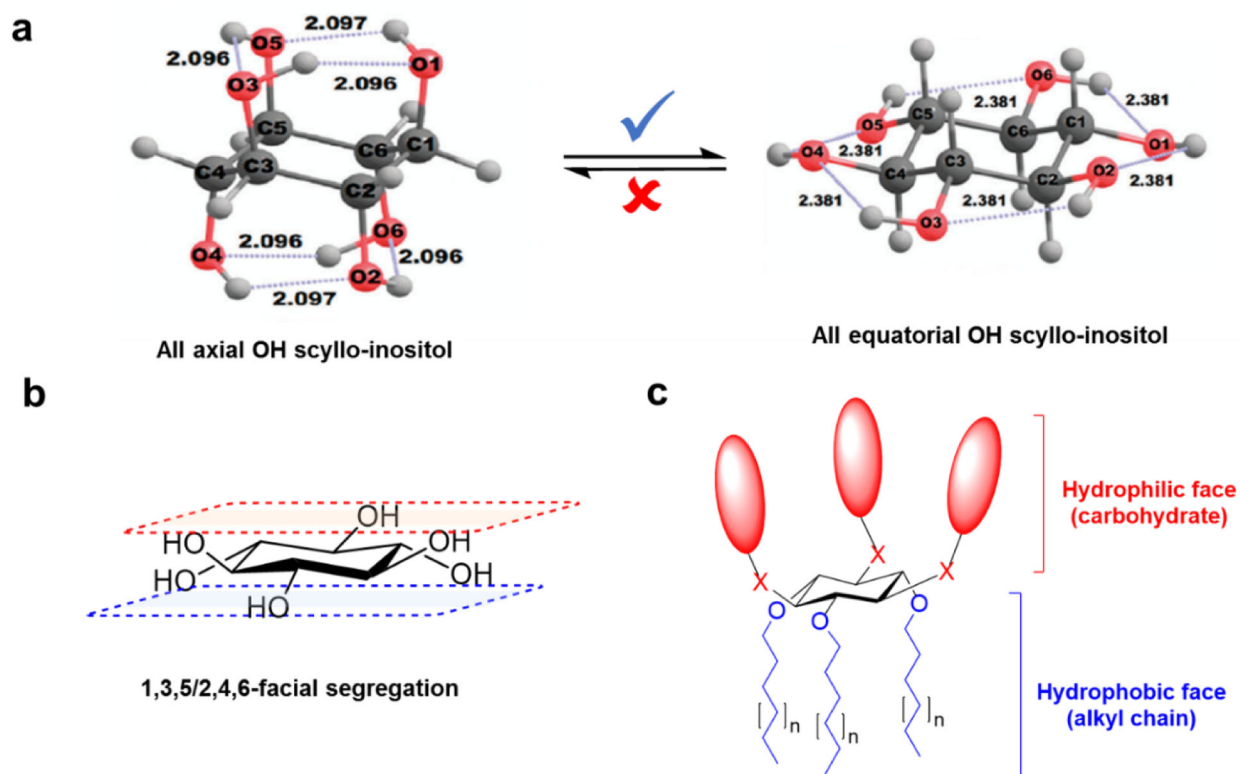 a
2.097
O5
O1
2.096
O3
2.096
C5
C6
C1
C4
C3
C2
O6
2.096
O4
2.096
O2
2.097
All axial OH scyllo-inositol
O6
2.381
2.381
C5
O5
C6
C1
O4
2.381
O1
C3
O2
C4
C2
2.381
2.381
2.381
O3
All equatorial OH scyllo-inositol
b
OH
HO
OH
HO
OH
HO
1,3,5/2,4,6-facial segregation
c
Hydrophilic face
(carbohydrate)
X
X
X
O
O
O
n
n
n
Hydrophobic face
(alkyl chain)